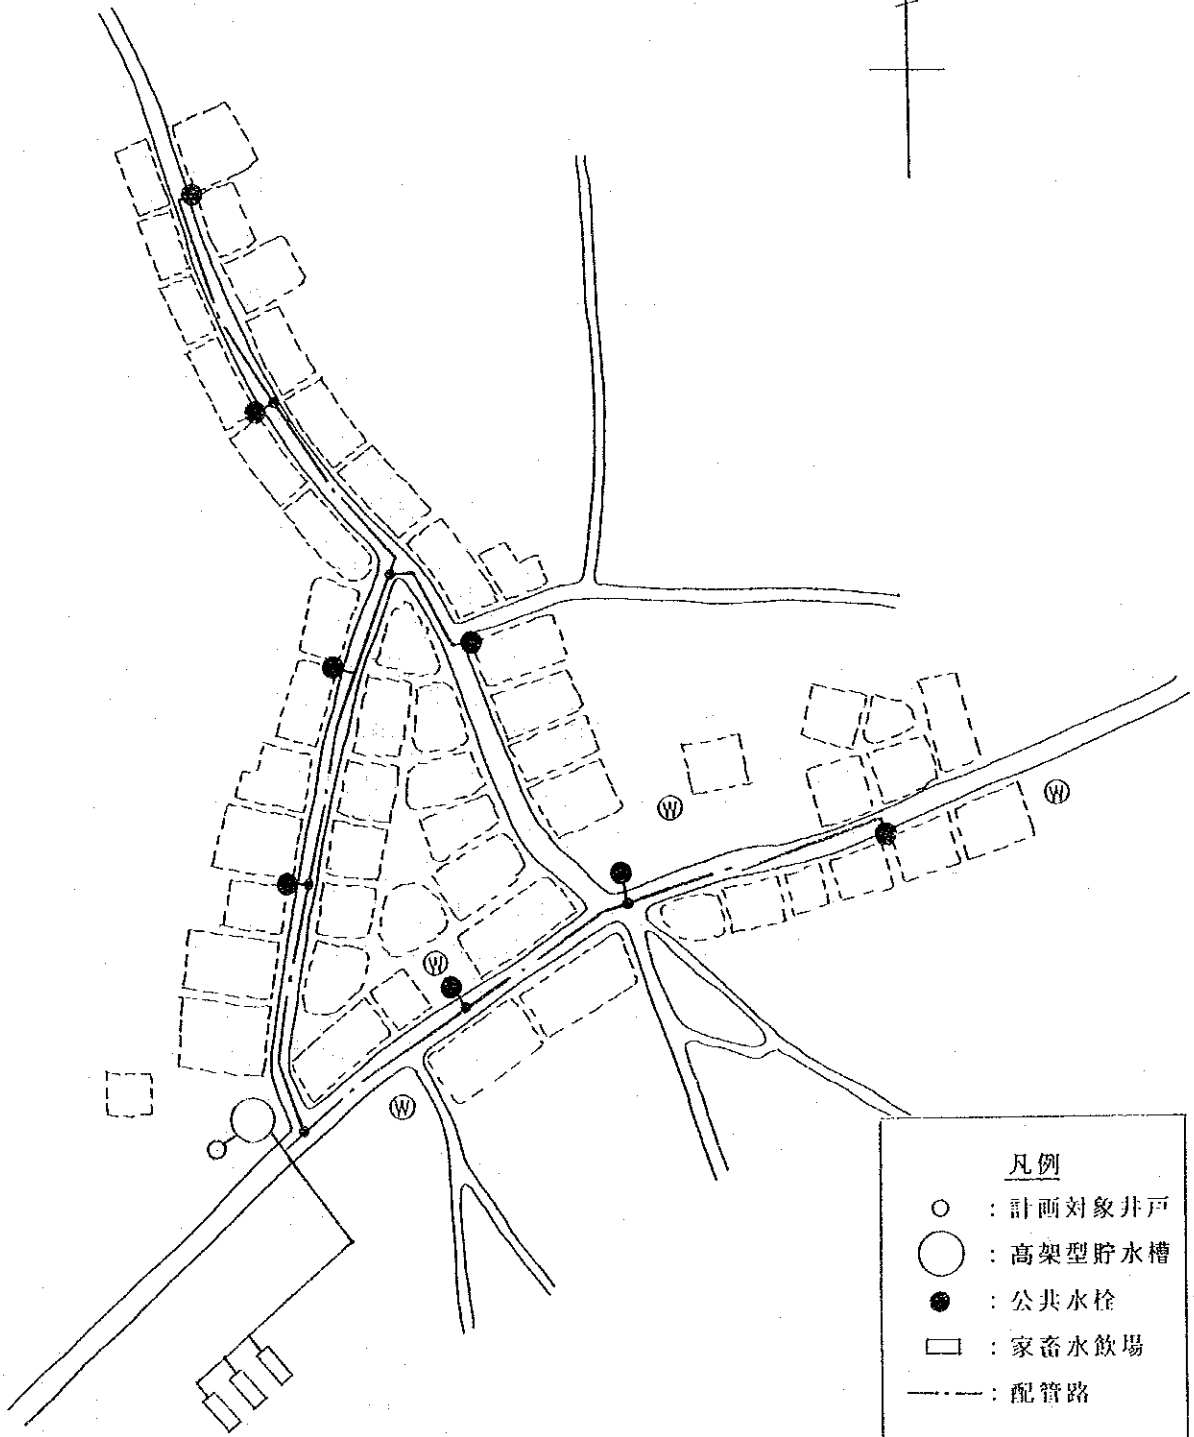 Ⓦ
Ⓦ
Ⓦ
Ⓦ
凡例
○ : 計画対象井戸
◯ : 高架型貯水槽
● : 公共水栓
▭ : 家畜水飲場
—·—·— : 配管路